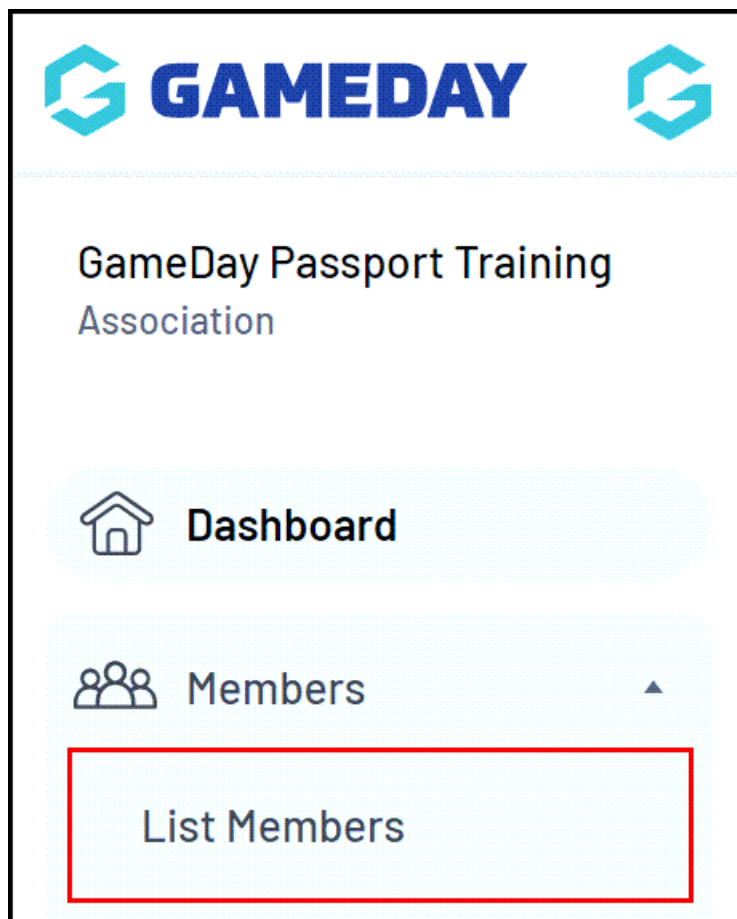 GAMEDAY
GameDay Passport Training
Association
Dashboard
Members
List Members